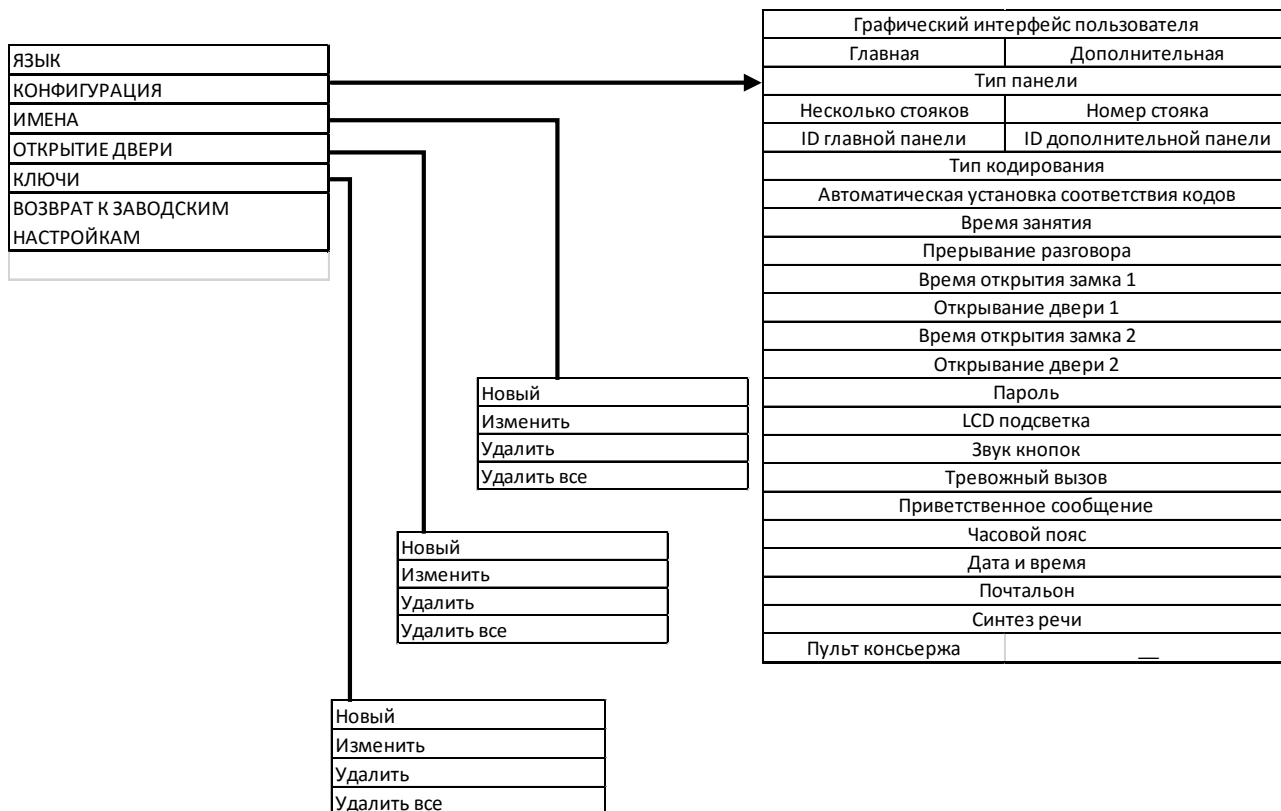 ЯЗЫК
КОНФИГУРАЦИЯ
ИМЕНА
ОТКРЫТИЕ ДВЕРИ
КЛЮЧИ
ВОЗВРАТ К ЗАВОДСКИМ
НАСТРОЙКАМ
Графический интерфейс пользователя
Главная Дополнительная
Тип панели
Несколько стояков Номер стояка
ID главной панели ID дополнительной панели
Тип кодирования
Автоматическая установка соответствия кодов
Время занятия
Прерывание разговора
Время открытия замка 1
Открывание двери 1
Время открытия замка 2
Открывание двери 2
Пароль
LCD подсветка
Звук кнопок
Тревожный вызов
Приветственное сообщение
Часовой пояс
Дата и время
Почтальон
Синтез речи
Пульт консьержа __
Новый
Изменить
Удалить
Удалить все
Новый
Изменить
Удалить
Удалить все
Новый
Изменить
Удалить
Удалить все